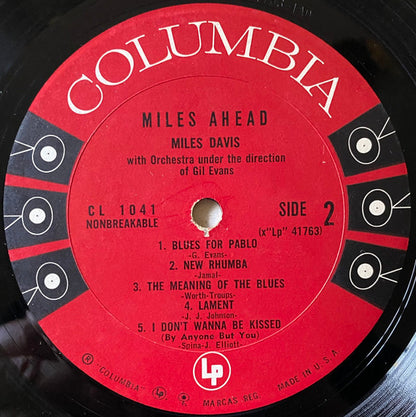 COLUMBIA
MILES AHEAD
MILES DAVIS
with Orchestra under the direction
of Gil Evans
CL 1041
NONBREAKABLE
SIDE 2
(x"Lp" 41763)
1. BLUES FOR PABLO
-G. Evans-
2. NEW RHUMBA
-Jamal-
3. THE MEANING OF THE BLUES
-Worth-Troups-
4. LAMENT
-J. J. Johnson-
5. I DON'T WANNA BE KISSED
(By Anyone But You)
-Spina-J. Elliott-
Lp
® "COLUMBIA" ® MARCAS REG. MADE IN U.S.A.